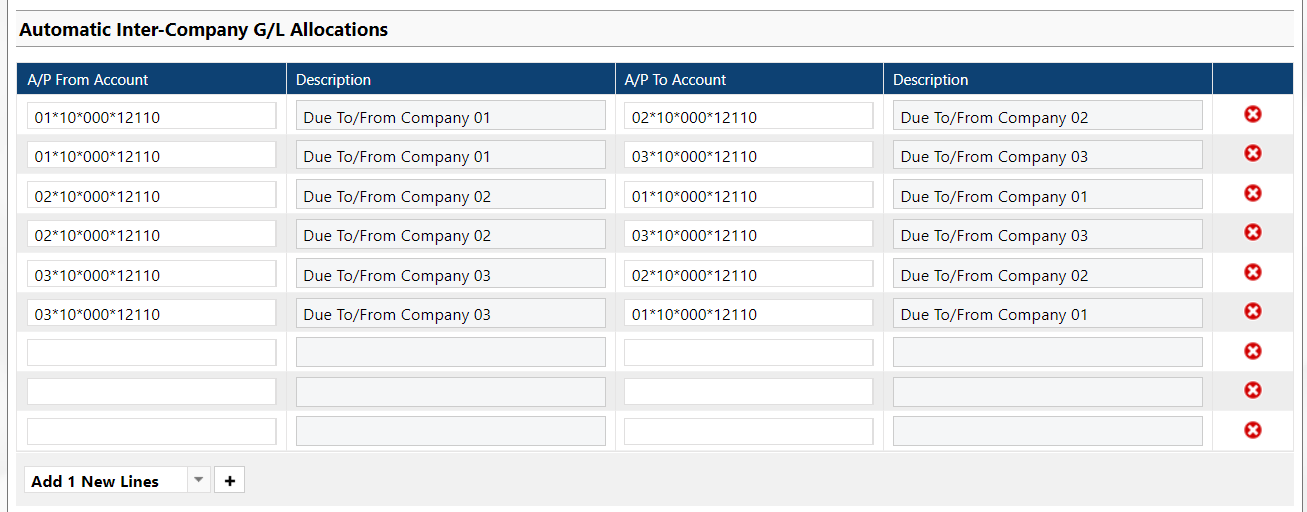 Automatic Inter-Company G/L Allocations
A/P From Account Description A/P To Account Description
01*10*000*12110 Due To/From Company 01 02*10*000*12110 Due To/From Company 02
01*10*000*12110 Due To/From Company 01 03*10*000*12110 Due To/From Company 03
02*10*000*12110 Due To/From Company 02 01*10*000*12110 Due To/From Company 01
02*10*000*12110 Due To/From Company 02 03*10*000*12110 Due To/From Company 03
03*10*000*12110 Due To/From Company 03 02*10*000*12110 Due To/From Company 02
03*10*000*12110 Due To/From Company 03 01*10*000*12110 Due To/From Company 01
Add 1 New Lines +